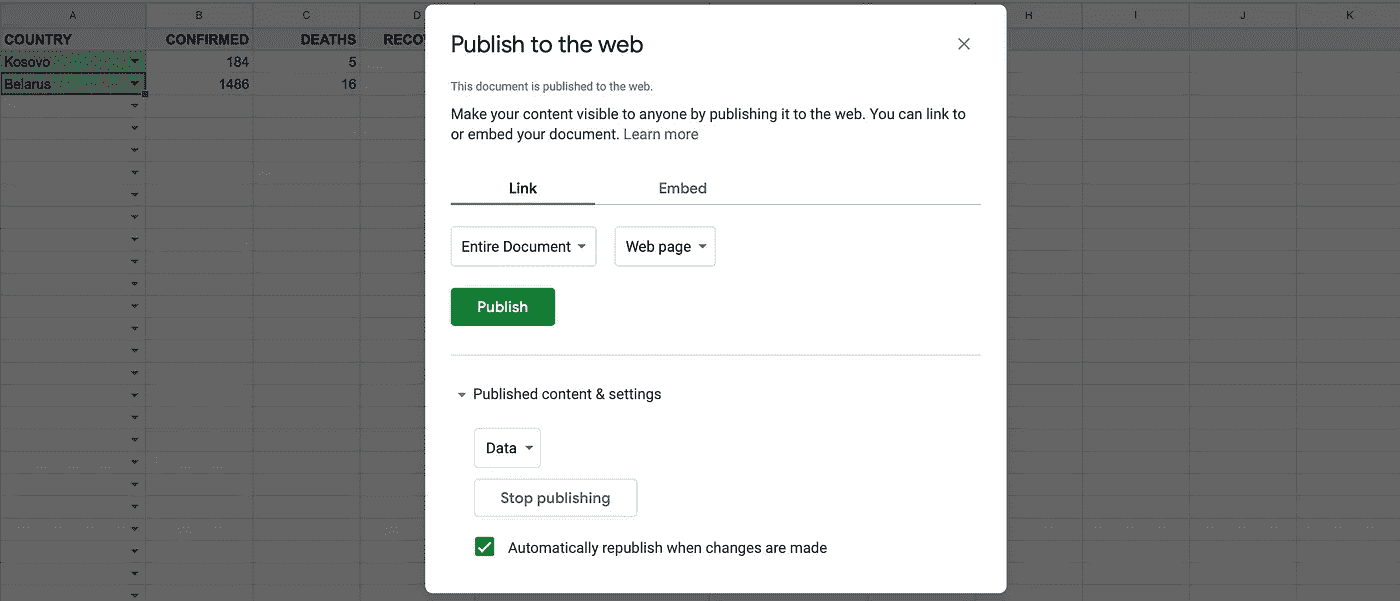 A B C D H I J K
COUNTRY CONFIRMED DEATHS RECOV
Kosovo 184 5
Belarus 1486 16
Publish to the web
This document is published to the web.
Make your content visible to anyone by publishing it to the web. You can link to
or embed your document. Learn more
Link Embed
Entire Document Web page
Publish
Published content & settings
Data
Stop publishing
Automatically republish when changes are made